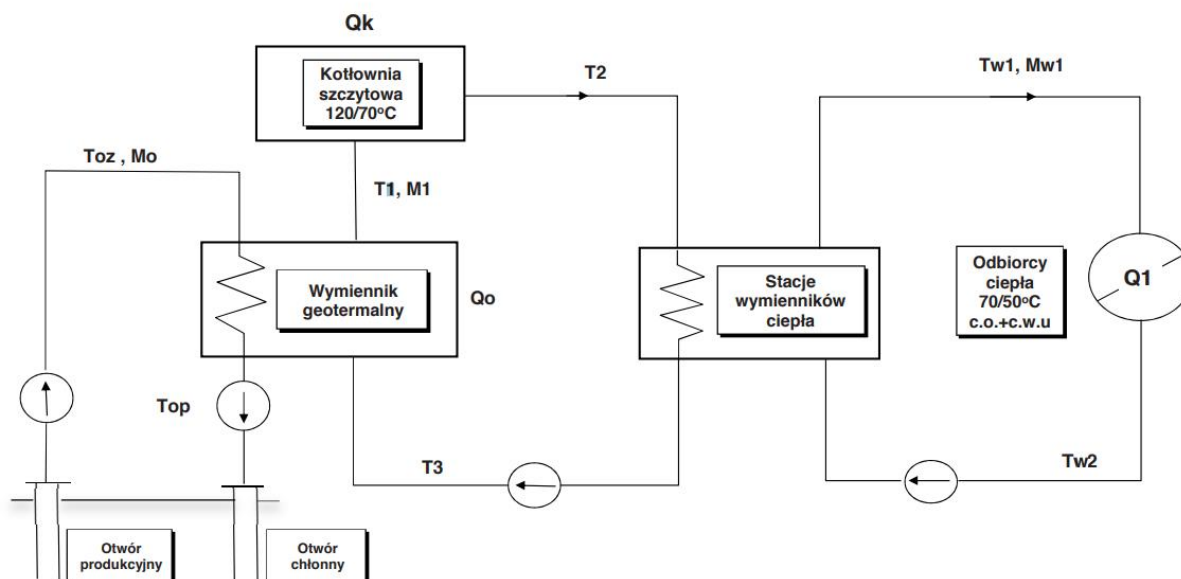 Qk
Kotłownia
szczytowa
120/70°C
T2
Tw1, Mw1
Toz , Mo
T1, M1
Wymiennik
geotermalny
Qo
Stacje
wymienników
ciepła
Odbiorcy
ciepła
70/50°C
c.o.+c.w.u
Q1
Top
T3
Tw2
Otwór
produkcyjny
Otwór
chłonny